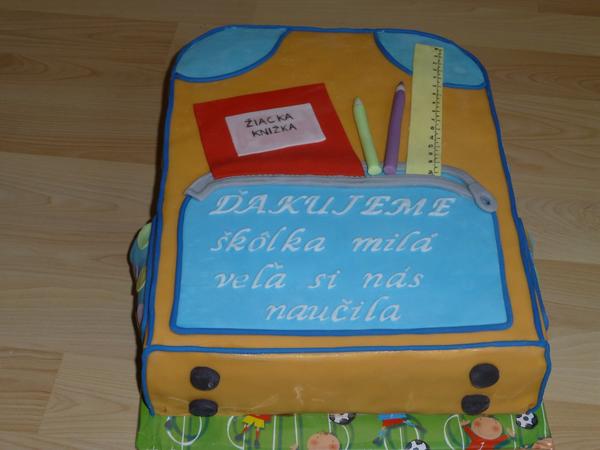 ŽIACKA
KNIŽKA
ĎAKUJEME
škôlka milá
veľa si nás
naučila